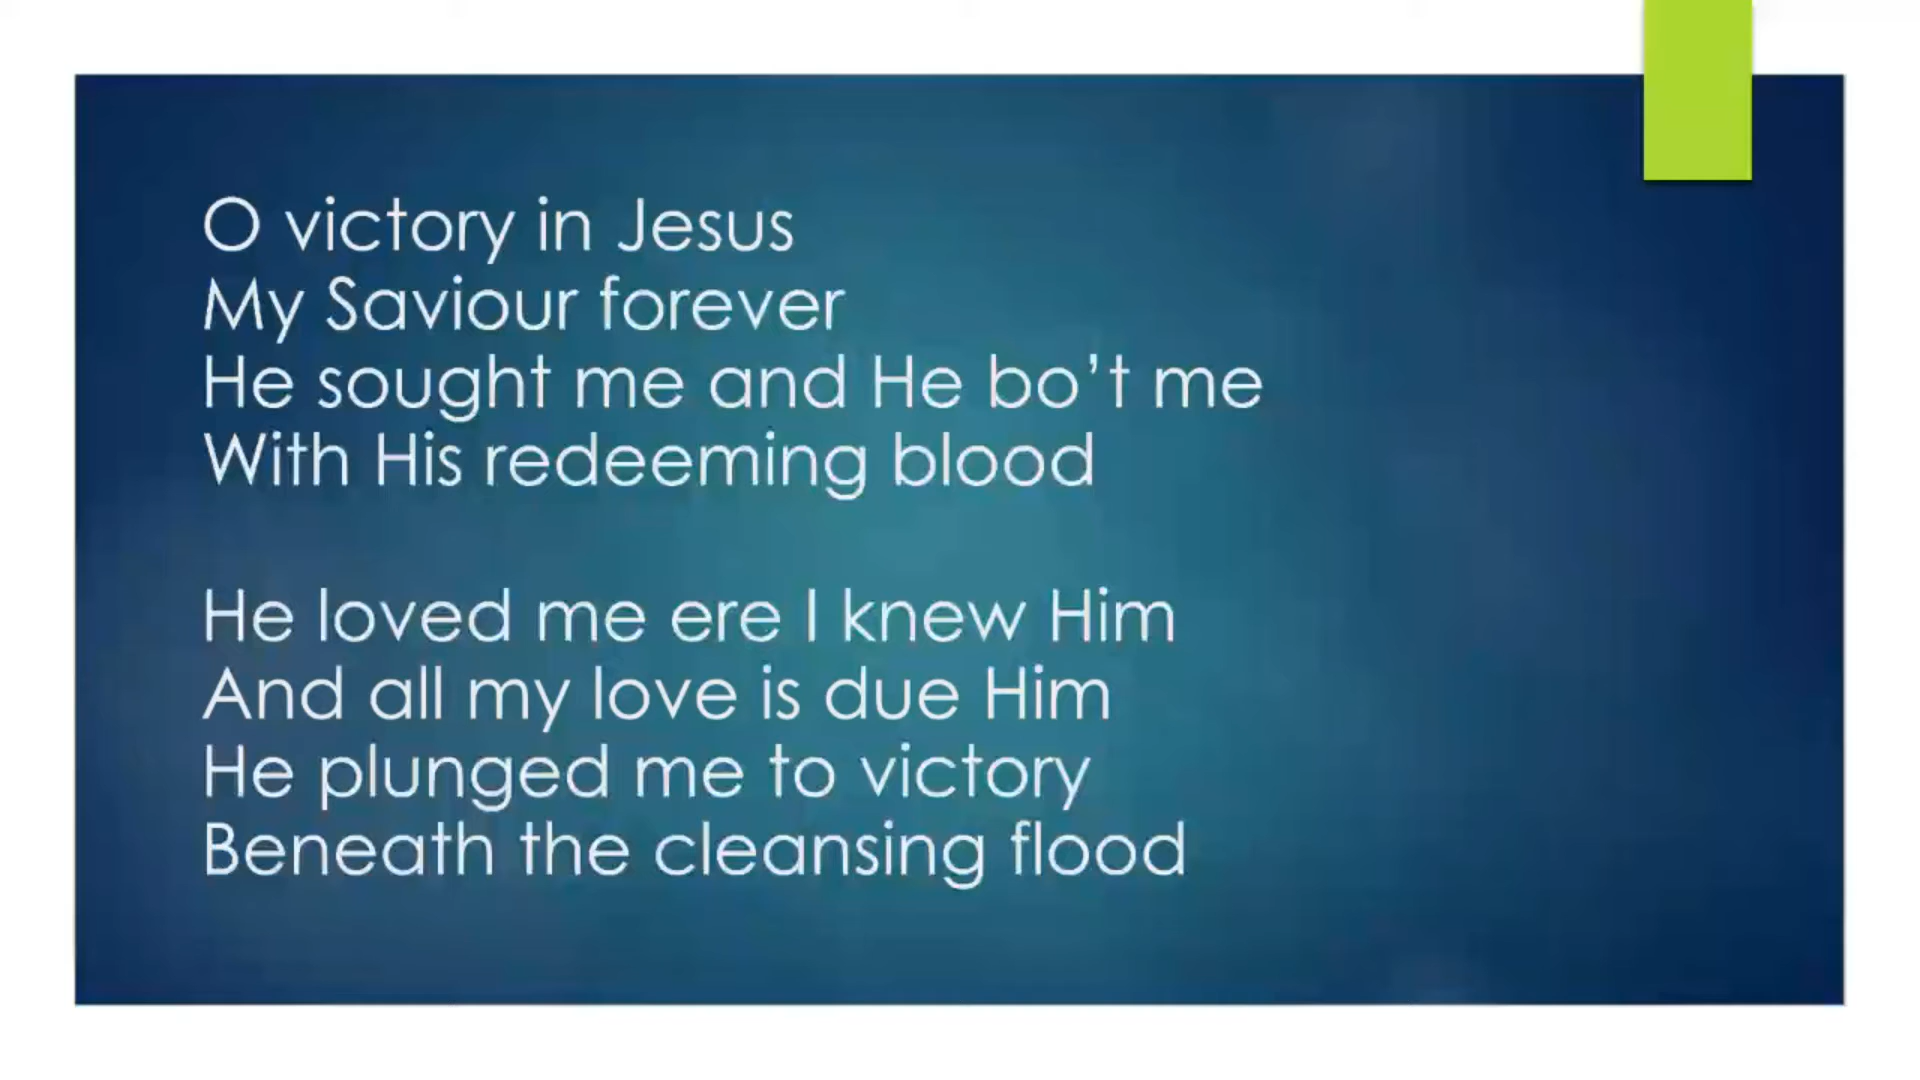 O victory in Jesus
My Saviour forever
He sought me and He bo’t me
With His redeeming blood
He loved me ere I knew Him
And all my love is due Him
He plunged me to victory
Beneath the cleansing flood